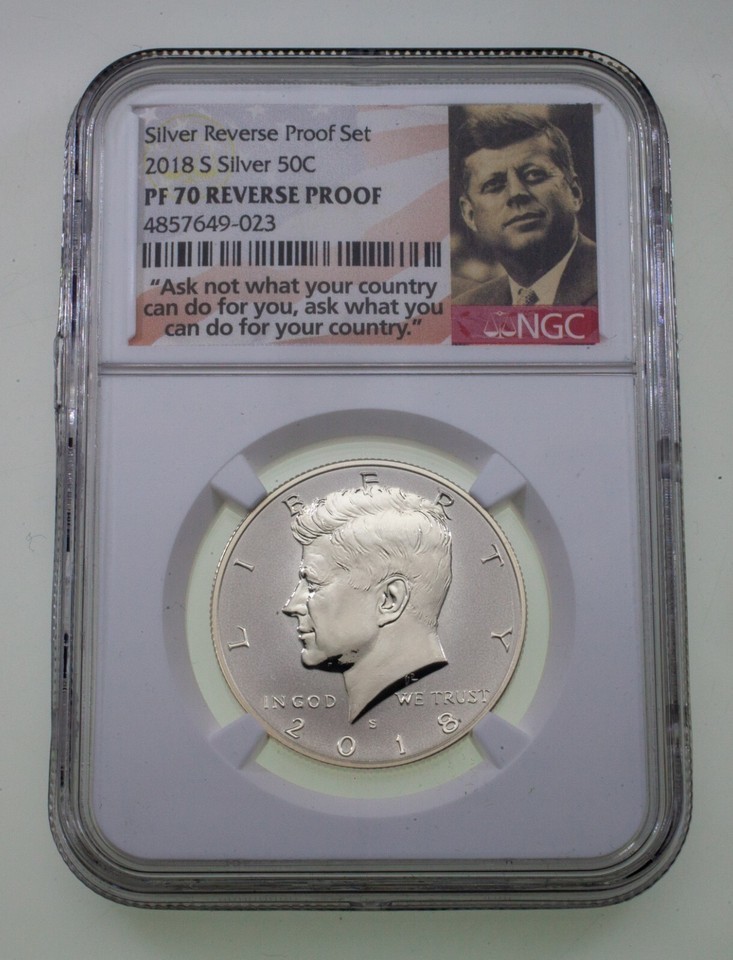 Silver Reverse Proof Set
2018 S Silver 50C
PF 70 REVERSE PROOF
4857649-023
“Ask not what your country
can do for you, ask what you
can do for your country.”
NGC
LIBERTY
IN GOD WE TRUST
S
2018